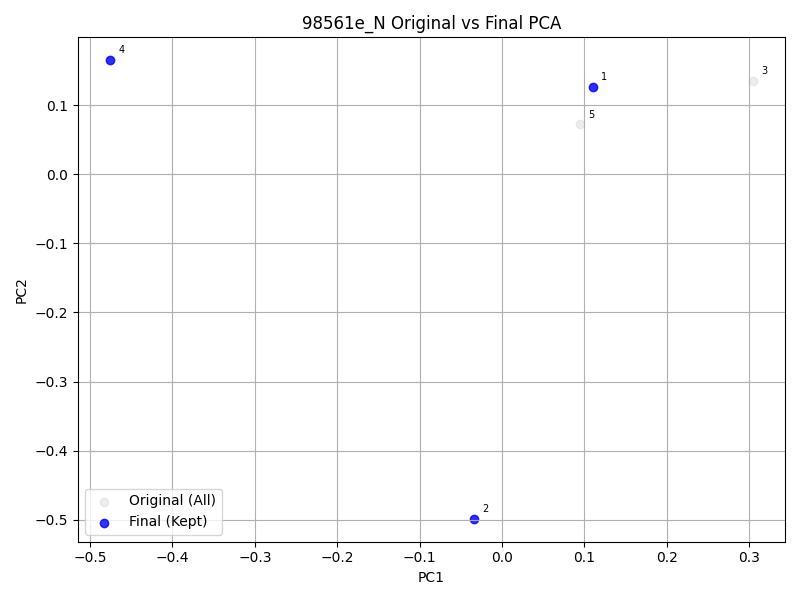 98561e_N Original vs Final PCA
4
3
1
5
0.1
0.0
−0.1
−0.2
PC2
−0.3
−0.4
2
−0.5
Original (All)
Final (Kept)
−0.5 −0.4 −0.3 −0.2 −0.1 0.0 0.1 0.2 0.3
PC1